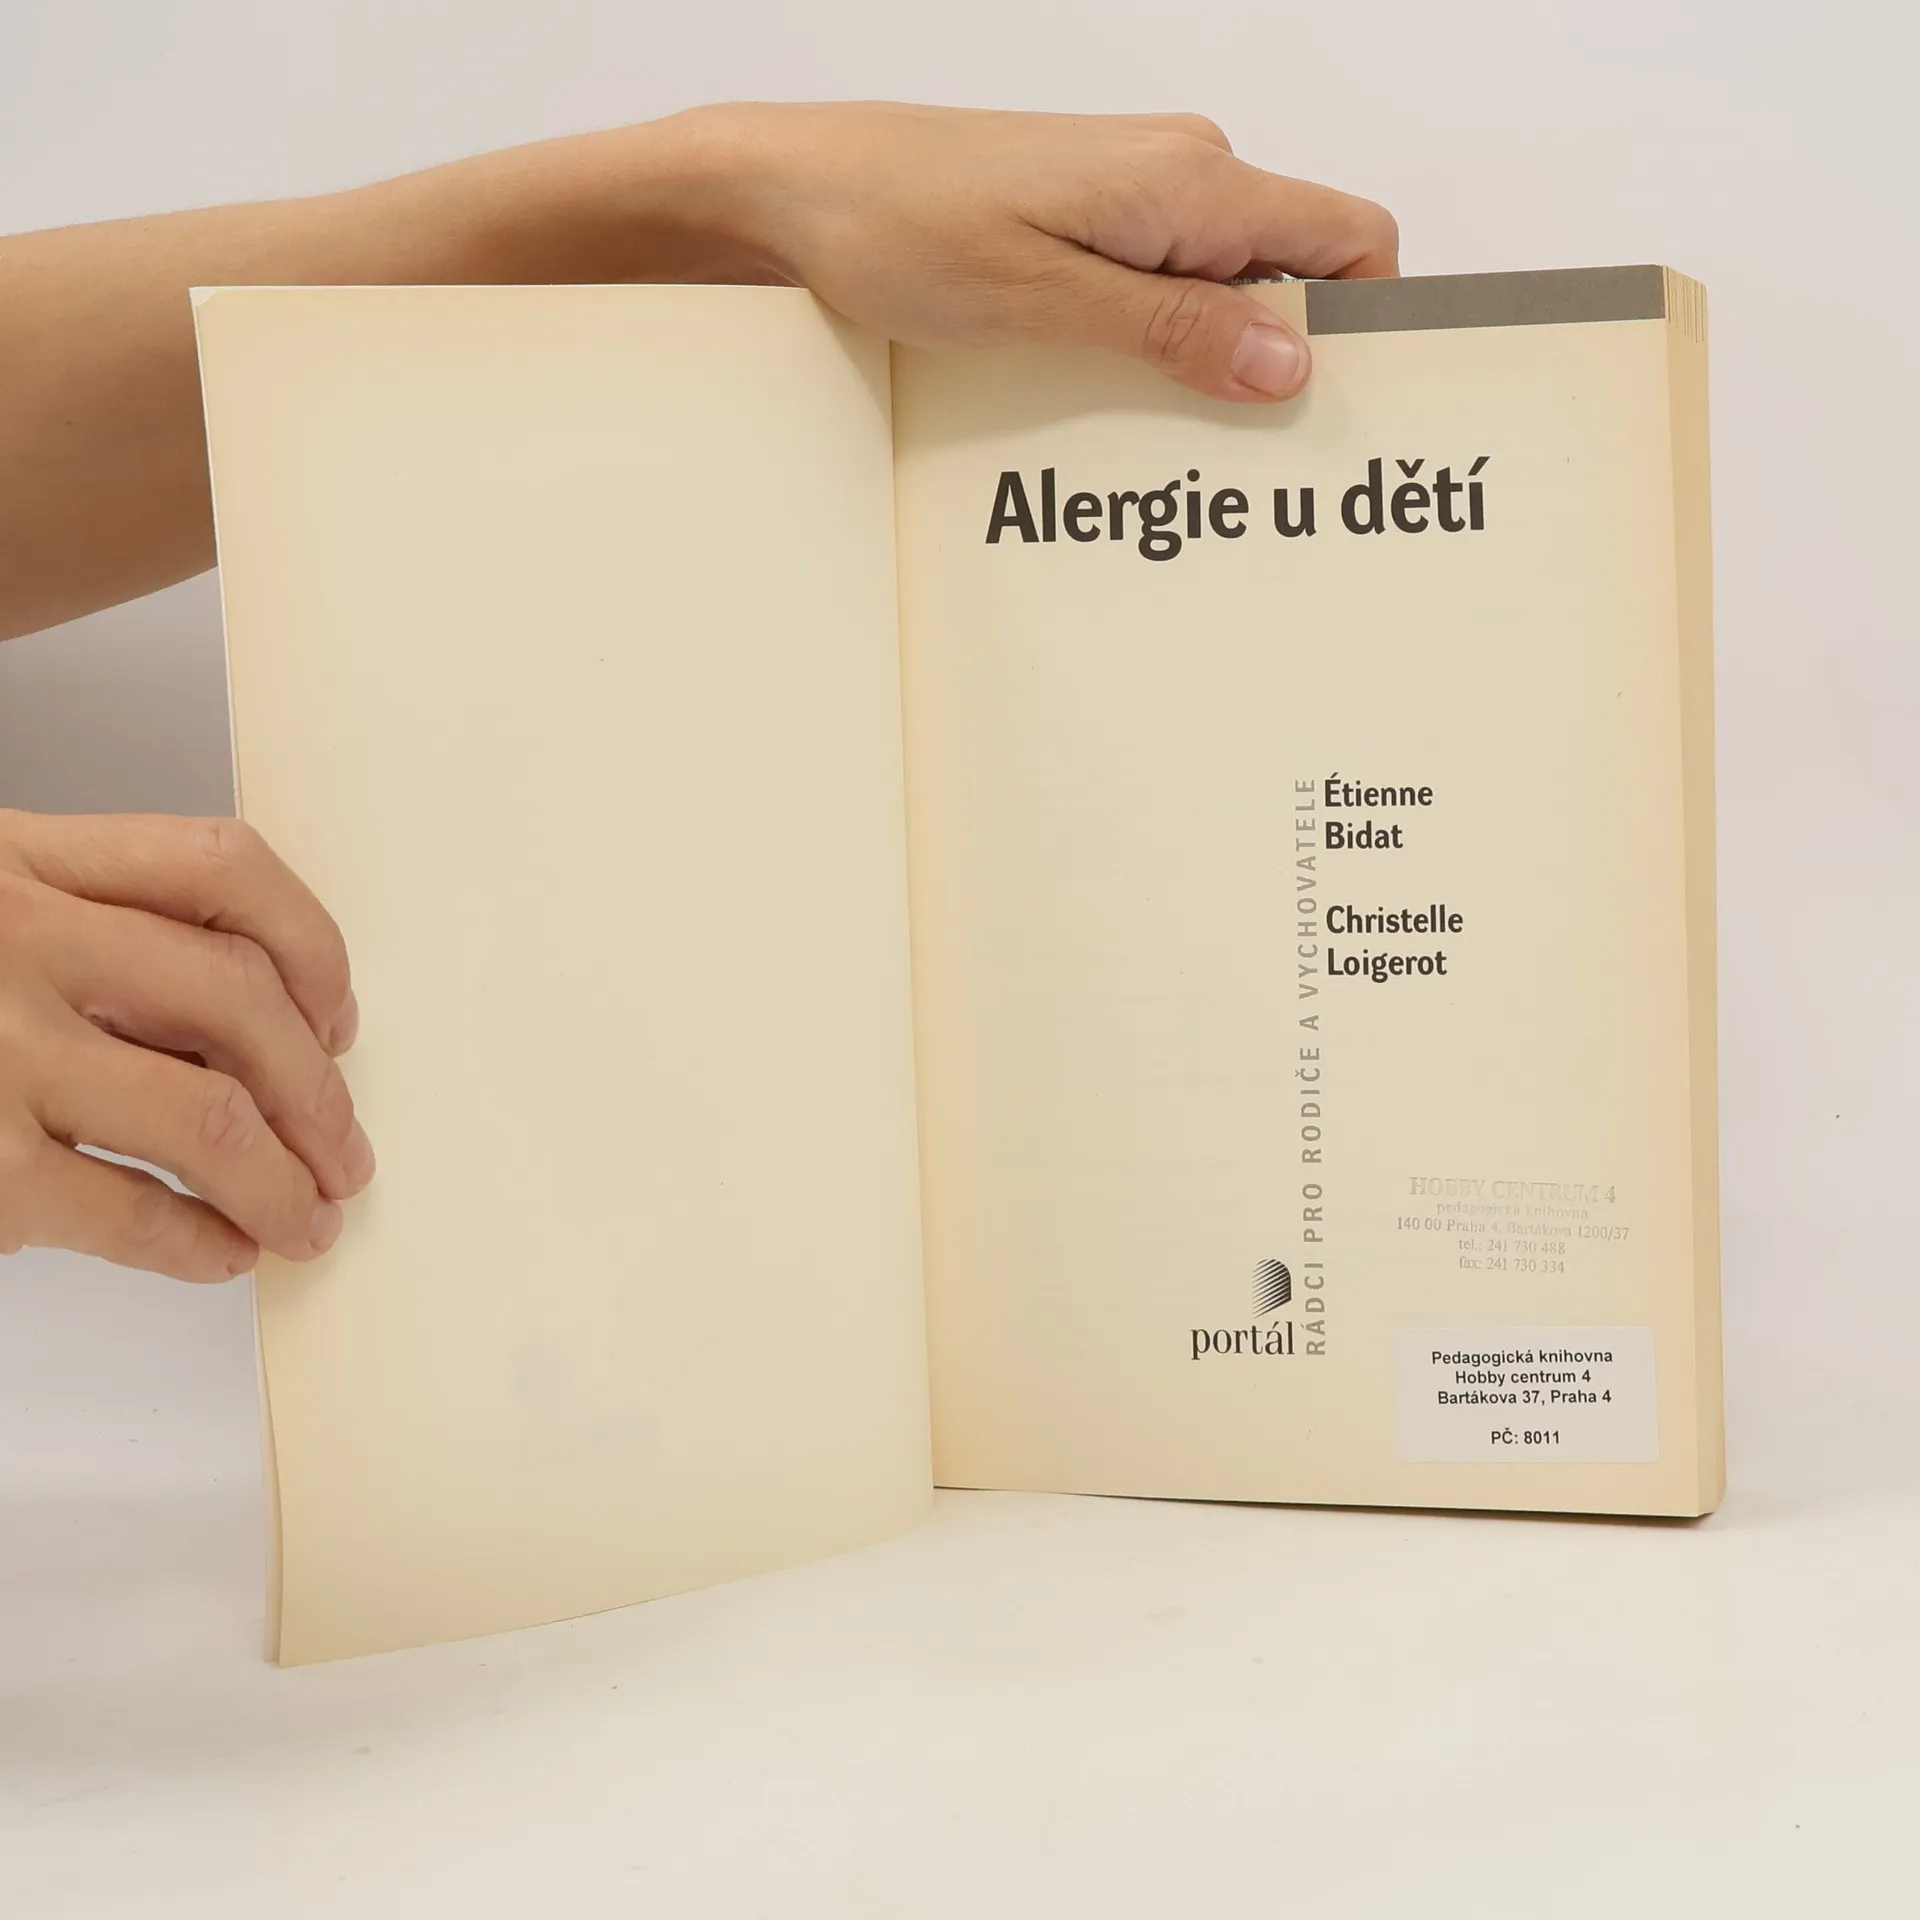 Alergie u dětí
Étienne
Bidat
Christelle
Loigerot
RÁDCI PRO RODIČE A VYCHOVATELE
portál
HOBBY CENTRUM 4
pedagogická knihovna
140 00 Praha 4, Bartákova 1200/37
tel.: 241 730 488
fax: 241 730 334
Pedagogická knihovna
Hobby centrum 4
Bartákova 37, Praha 4
PČ: 8011